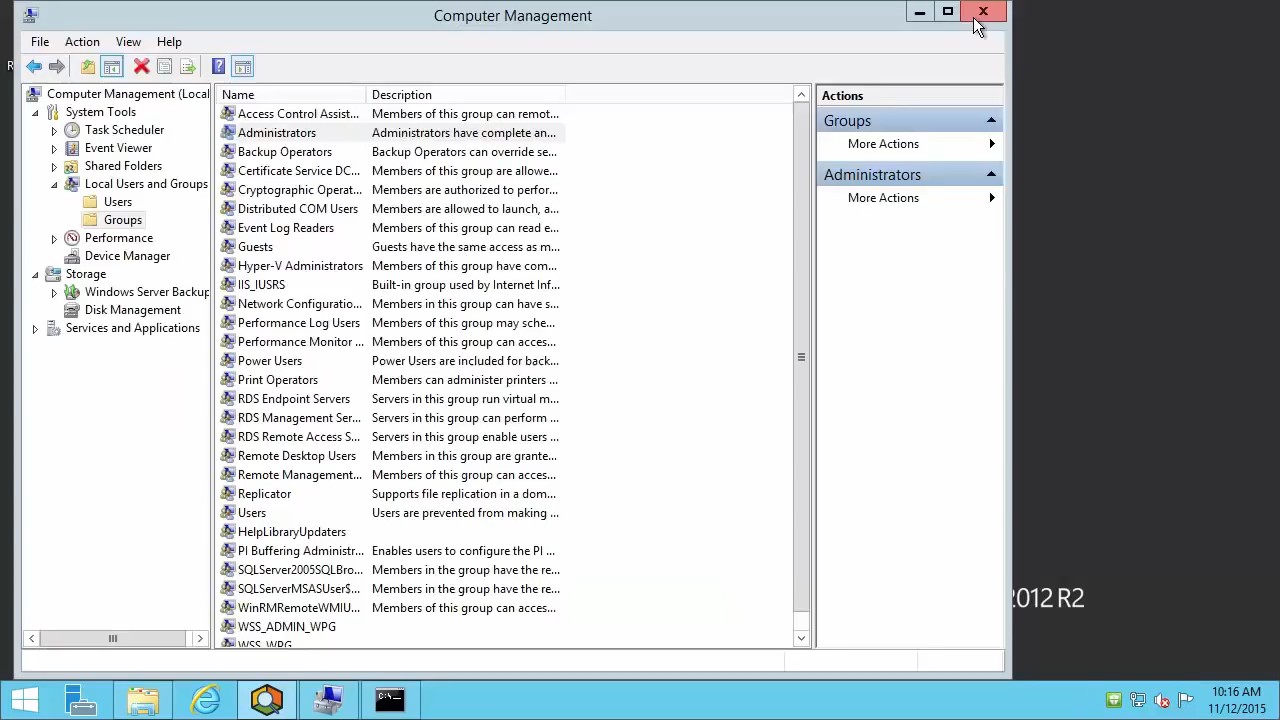 Computer Management
File Action View Help
R
Computer Management (Local
System Tools
Task Scheduler
Event Viewer
Shared Folders
Local Users and Groups
Users
Groups
Performance
Device Manager
Storage
Windows Server Backup
Disk Management
Services and Applications
Name Description
Access Control Assist... Members of this group can remot...
Administrators Administrators have complete an...
Backup Operators Backup Operators can override se...
Certificate Service DC... Members of this group are allowe...
Cryptographic Operat... Members are authorized to perfor...
Distributed COM Users Members are allowed to launch, a...
Event Log Readers Members of this group can read e...
Guests Guests have the same access as m...
Hyper-V Administrators Members of this group have com...
IIS_IUSRS Built-in group used by Internet Inf...
Network Configuratio... Members in this group can have s...
Performance Log Users Members of this group may sche...
Performance Monitor ... Members of this group can acces...
Power Users Power Users are included for back...
Print Operators Members can administer printers ...
RDS Endpoint Servers Servers in this group run virtual m...
RDS Management Ser... Servers in this group can perform ...
RDS Remote Access S... Servers in this group enable users ...
Remote Desktop Users Members in this group are grante...
Remote Management... Members of this group can acces...
Replicator Supports file replication in a dom...
Users Users are prevented from making ...
HelpLibraryUpdaters
PI Buffering Administr... Enables users to configure the PI ...
SQLServer2005SQLBro... Members in the group have the re...
SQLServerMSASUser$... Members in the group have the re...
WinRMRemoteWMIU... Members of this group can acces...
WSS_ADMIN_WPG
WSS_WPG
Actions
Groups
More Actions
Administrators
More Actions
2012 R2
C:\_
10:16 AM
11/12/2015